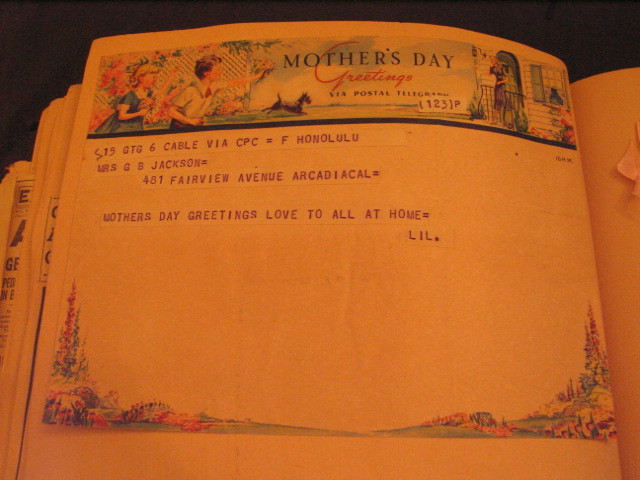 MOTHER'S DAY
Greetings
VIA POSTAL TELEGRAPH
(123)P
S15 GTG 6 CABLE VIA CPC = F HONOLULU
MRS G B JACKSON=
481 FAIRVIEW AVENUE ARCADIACAL=
MOTHERS DAY GREETINGS LOVE TO ALL AT HOME=
LIL.